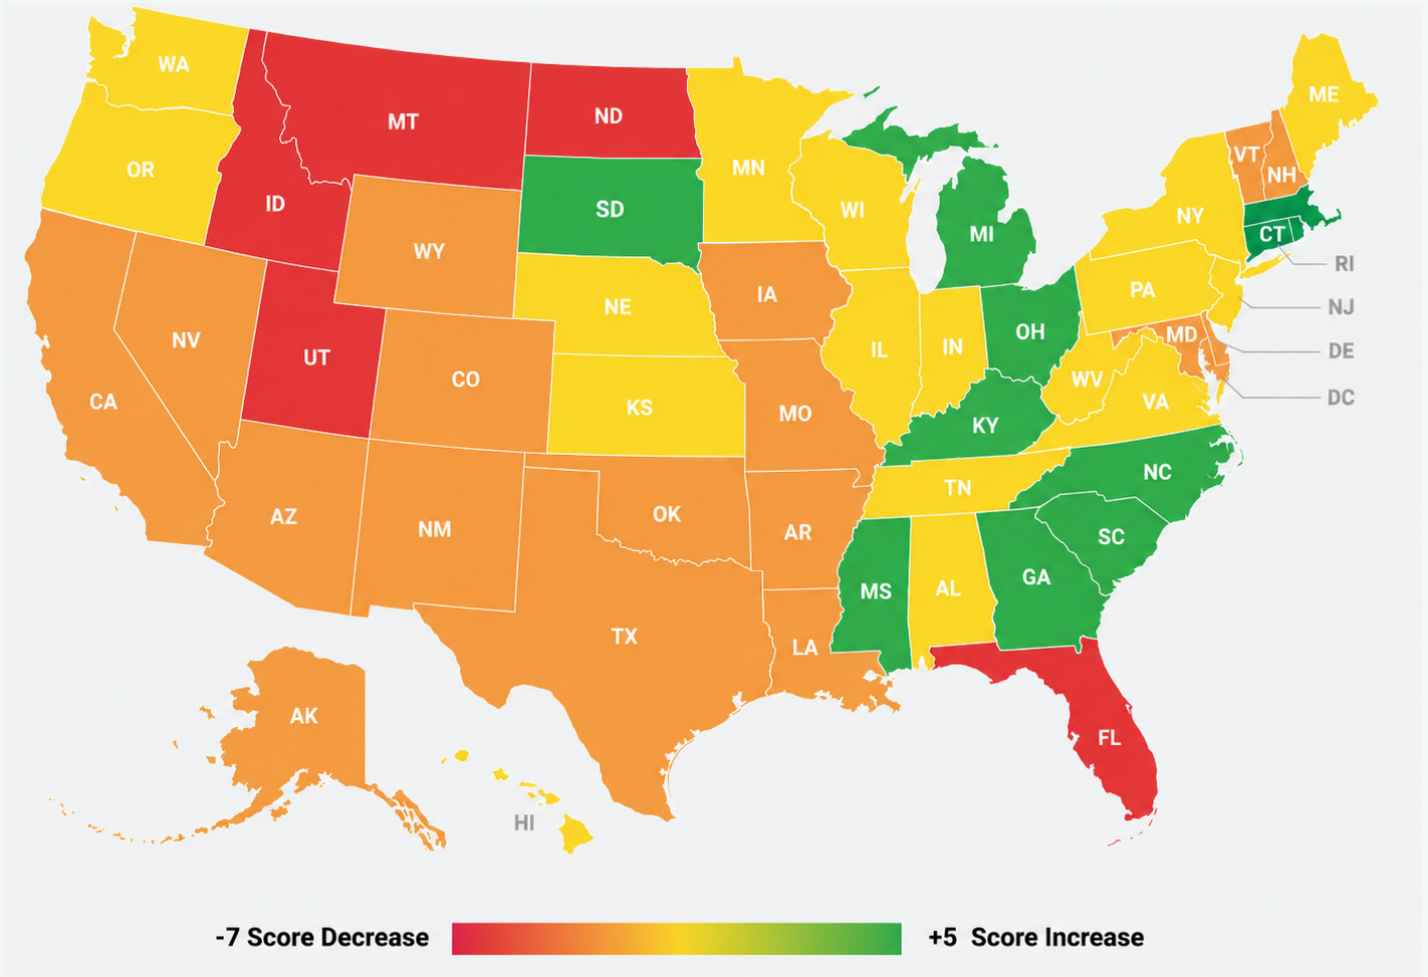 WA
MT
ND
OR
ID
MN
SD
WY
WI
MI
ME
VT
NH
NY
CT
RI
NE
IA
PA
NJ
NV
UT
CO
IL
IN
OH
MD
DE
CA
KS
MO
WV
VA
DC
KY
AZ
NM
OK
AR
TN
NC
SC
MS
AL
GA
TX
LA
AK
HI
FL
-7 Score Decrease
+5 Score Increase